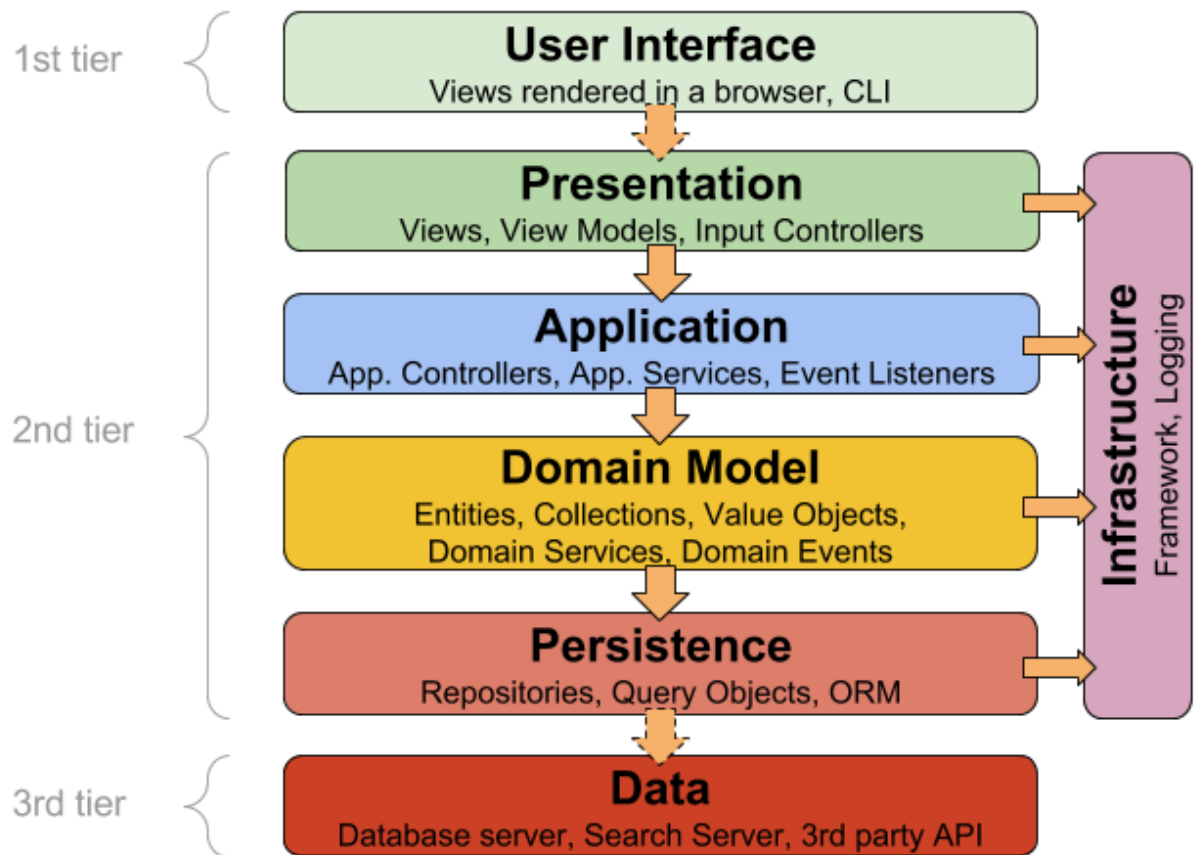 1st tier
User Interface
Views rendered in a browser, CLI
2nd tier
Presentation
Views, View Models, Input Controllers
Application
App. Controllers, App. Services, Event Listeners
Domain Model
Entities, Collections, Value Objects,
Domain Services, Domain Events
Persistence
Repositories, Query Objects, ORM
Infrastructure
Framework, Logging
3rd tier
Data
Database server, Search Server, 3rd party API